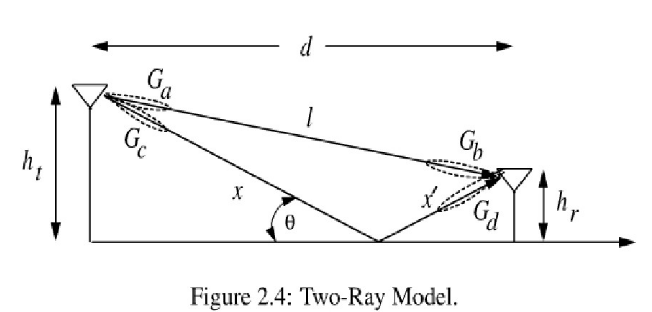 d
G_a
G_c
l
G_b
h_t
x
x'
θ
G_d
h_r
Figure 2.4: Two-Ray Model.